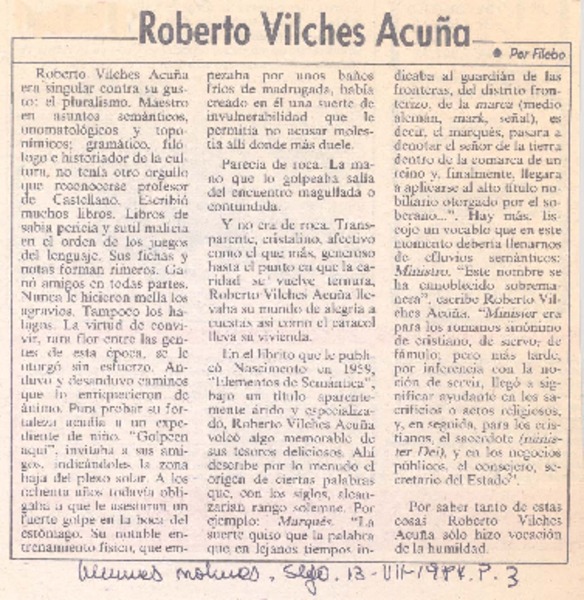 Roberto Vilches Acuña
● Por Filebo
Roberto Vilches Acuña
era singular contra su gus-
to: el pluralismo. Maestro
en asuntos semánticos,
onomatológicos y topo-
nímicos; gramático, filó-
logo e historiador de la cul-
tura, no tenía otro orgullo
que reconocerse profesor
de Castellano. Escribió
muchos libros. Libros de
sabia pericia y sutil malicia
en el orden de los juegos
del lenguaje. Sus fichas y
notas forman rimeros. Ga-
nó amigos en todas partes.
Nunca le hicieron mella los
agravios. Tampoco los ha-
lagos. La virtud de convi-
vir, rara flor entre las gen-
tes de esta época, se le
otorgó sin esfuerzo. An-
duvo y desanduvo caminos
que lo enriquecieron de
ánimo. Para probar su for-
taleza acudía a un expe-
diente de niño. "Golpeen
aquí", invitaba a sus ami-
gos, indicándoles la zona
baja del plexo solar. A los
ochenta años todavía obli-
gaba a que le asestaran un
fuerte golpe en la boca del
estómago. Su notable en-
trenamiento físico, que em-
pezaba por unos baños
fríos de madrugada, había
creado en él una suerte de
invulnerabilidad que le
permitía no acusar moles-
tia allí donde más duele.
Parecía de roca. La ma-
no que lo golpeaba salía
del encuentro magullada o
contundida.
Y no era de roca. Trans-
parente, cristalino, afectivo
como el que más, generoso
hasta el punto en que la ca-
ridad se vuelve ternura,
Roberto Vilches Acuña lle-
vaba su mundo de alegría a
cuestas así como el caracol
lleva su vivienda.
En el librito que le publi-
có Nascimento en 1959,
"Elementos de Semántica",
bajo un título aparente-
mente árido y especializa-
do, Roberto Vilches Acuña
volcó algo memorable de
sus tesoros deliciosos. Ahí
describe por lo menudo el
origen de ciertas palabras
que, con los siglos, alcan-
zarían rango solemne. Por
ejemplo: Marqués. "La
suerte quiso que la palabra
que en lejanos tiempos in-
dicaba al guardián de las
fronteras, del distrito fron-
terizo, de la marca (medio
alemán, mark, señal), es
decir, el marqués, pasara a
denotar el señor de la tierra
dentro de la comarca de un
reino y, finalmente, llegara
a aplicarse al alto título no-
biliario otorgado por el so-
berano...". Hay más. Es-
cojo un vocablo que en este
momento debería llenarnos
de efluvios semánticos:
Ministro. "Este nombre se
ha ennoblecido sobrema-
nera", escribe Roberto Vil-
ches Acuña. "Minister era
para los romanos sinónimo
de cristiano, de siervo; de
fámulo; pero más tarde,
por inferencia con la no-
ción de servir, llegó a sig-
nificar ayudante en los sa-
crificios o actos religiosos,
y, en seguida, para los cris-
tianos, el sacerdote (minis-
ter Dei), y en los negocios
públicos, el consejero, se-
cretario del Estado".
Por saber tanto de estas
cosas Roberto Vilches
Acuña sólo hizo vocación
de la humildad.
Últimas Noticias. Stgo. 13-VII-1984. P. 3